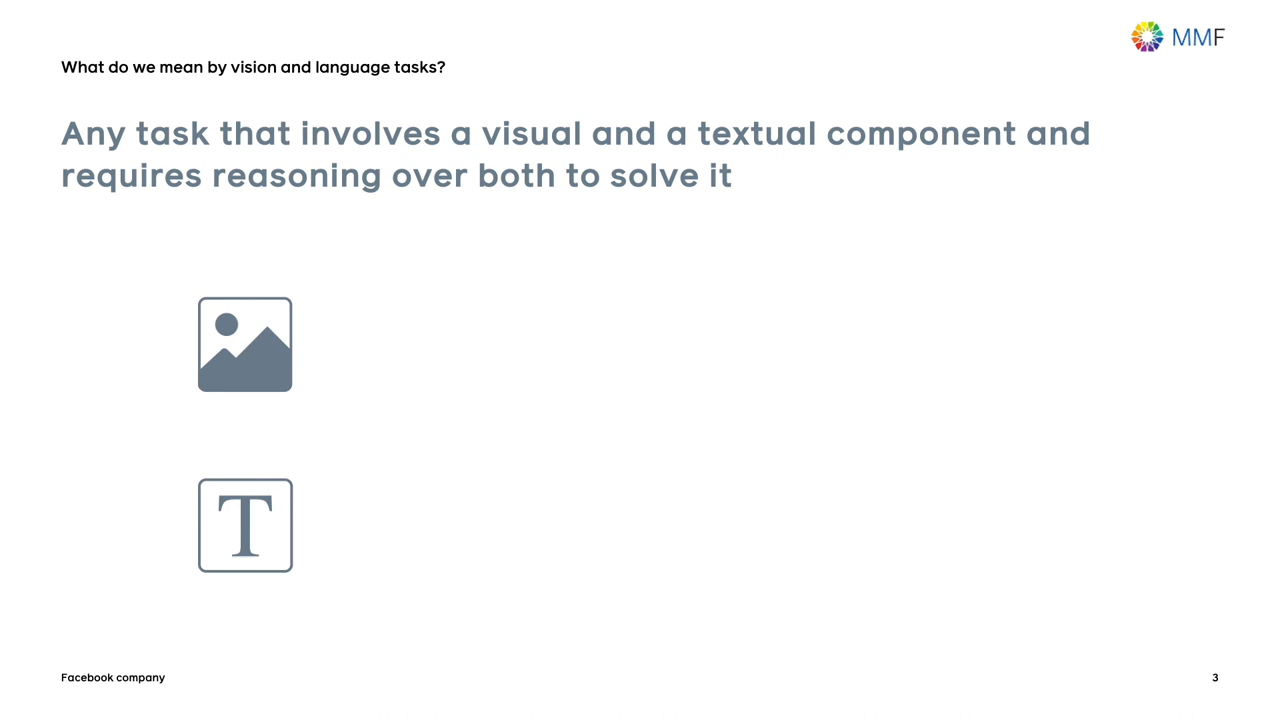 MMF
What do we mean by vision and language tasks?
Any task that involves a visual and a textual component and
requires reasoning over both to solve it
T
Facebook company
3